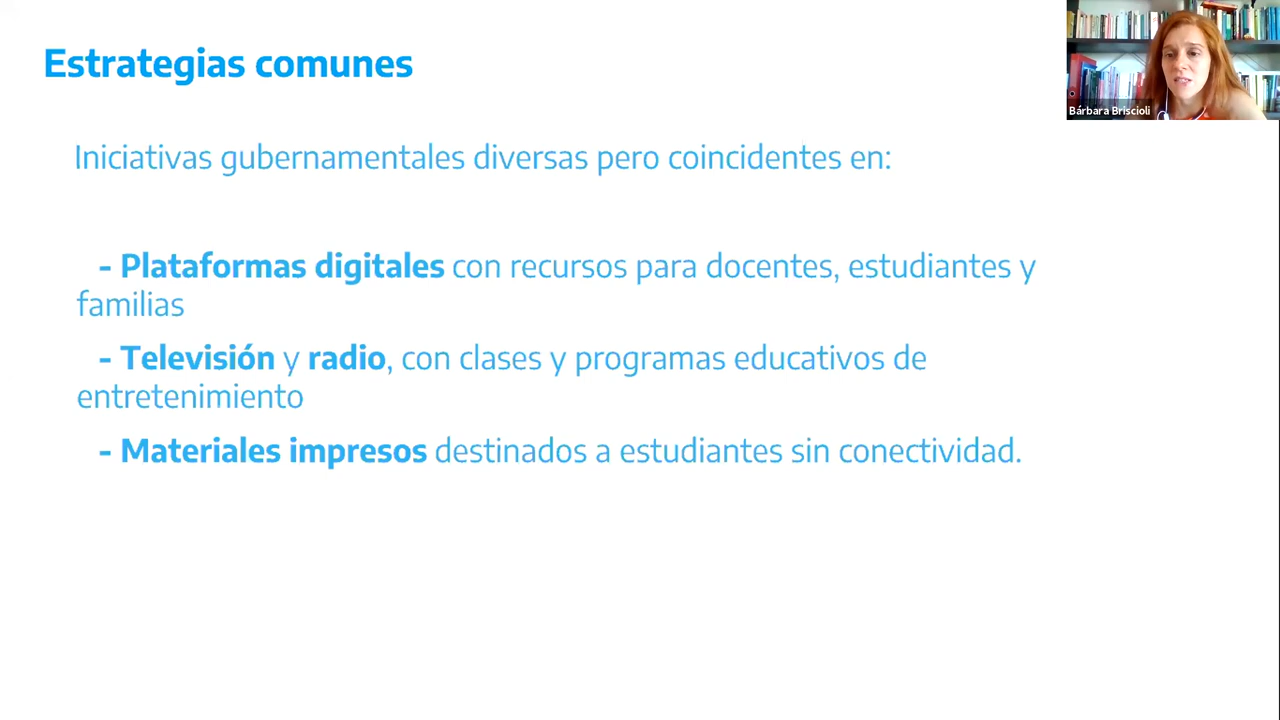 Estrategias comunes
Bárbara Briscioli
Iniciativas gubernamentales diversas pero coincidentes en:
- Plataformas digitales con recursos para docentes, estudiantes y
familias
- Televisión y radio, con clases y programas educativos de
entretenimiento
- Materiales impresos destinados a estudiantes sin conectividad.